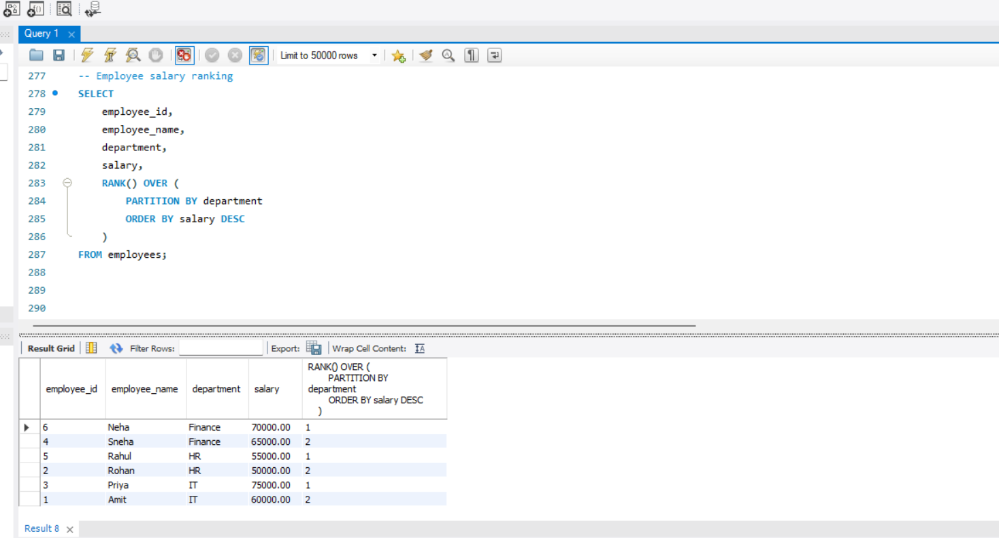 Query 1
Limit to 50000 rows
277 -- Employee salary ranking
278 SELECT
279 employee_id,
280 employee_name,
281 department,
282 salary,
283 RANK() OVER (
284 PARTITION BY department
285 ORDER BY salary DESC
286 )
287 FROM employees;
288
289
290
Result Grid Filter Rows: Export: Wrap Cell Content:
employee_id employee_name department salary RANK() OVER (
PARTITION BY
department
ORDER BY salary DESC
)
6 Neha Finance 70000.00 1
4 Sneha Finance 65000.00 2
5 Rahul HR 55000.00 1
2 Rohan HR 50000.00 2
3 Priya IT 75000.00 1
1 Amit IT 60000.00 2
Result 8